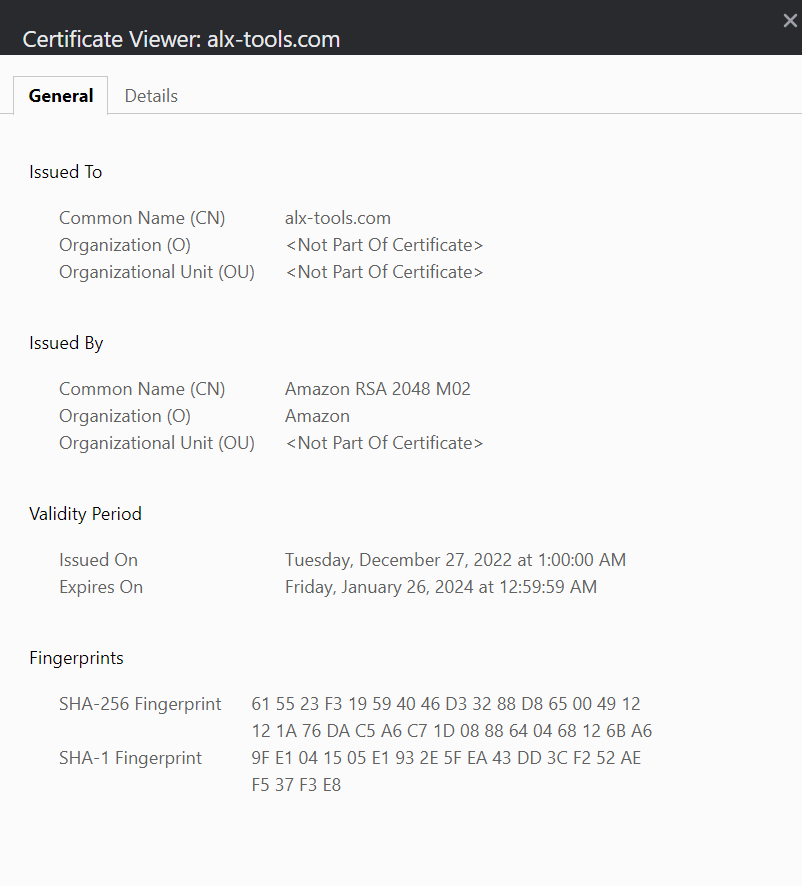 Certificate Viewer: alx-tools.com
General Details
Issued To
Common Name (CN) alx-tools.com
Organization (O) <Not Part Of Certificate>
Organizational Unit (OU) <Not Part Of Certificate>
Issued By
Common Name (CN) Amazon RSA 2048 M02
Organization (O) Amazon
Organizational Unit (OU) <Not Part Of Certificate>
Validity Period
Issued On Tuesday, December 27, 2022 at 1:00:00 AM
Expires On Friday, January 26, 2024 at 12:59:59 AM
Fingerprints
SHA-256 Fingerprint 61 55 23 F3 19 59 40 46 D3 32 88 D8 65 00 49 12
12 1A 76 DA C5 A6 C7 1D 08 88 64 04 68 12 6B A6
SHA-1 Fingerprint 9F E1 04 15 05 E1 93 2E 5F EA 43 DD 3C F2 52 AE
F5 37 F3 E8